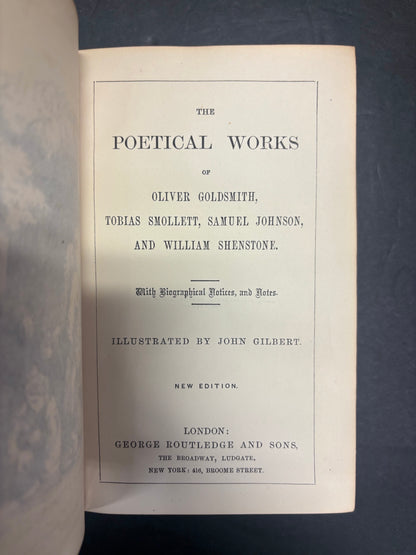 THE
POETICAL WORKS
OF
OLIVER GOLDSMITH,
TOBIAS SMOLLETT, SAMUEL JOHNSON,
AND WILLIAM SHENSTONE.
With Biographical Notices, and Notes.
ILLUSTRATED BY JOHN GILBERT.
NEW EDITION.
LONDON:
GEORGE ROUTLEDGE AND SONS,
THE BROADWAY, LUDGATE,
NEW YORK: 416, BROOME STREET.